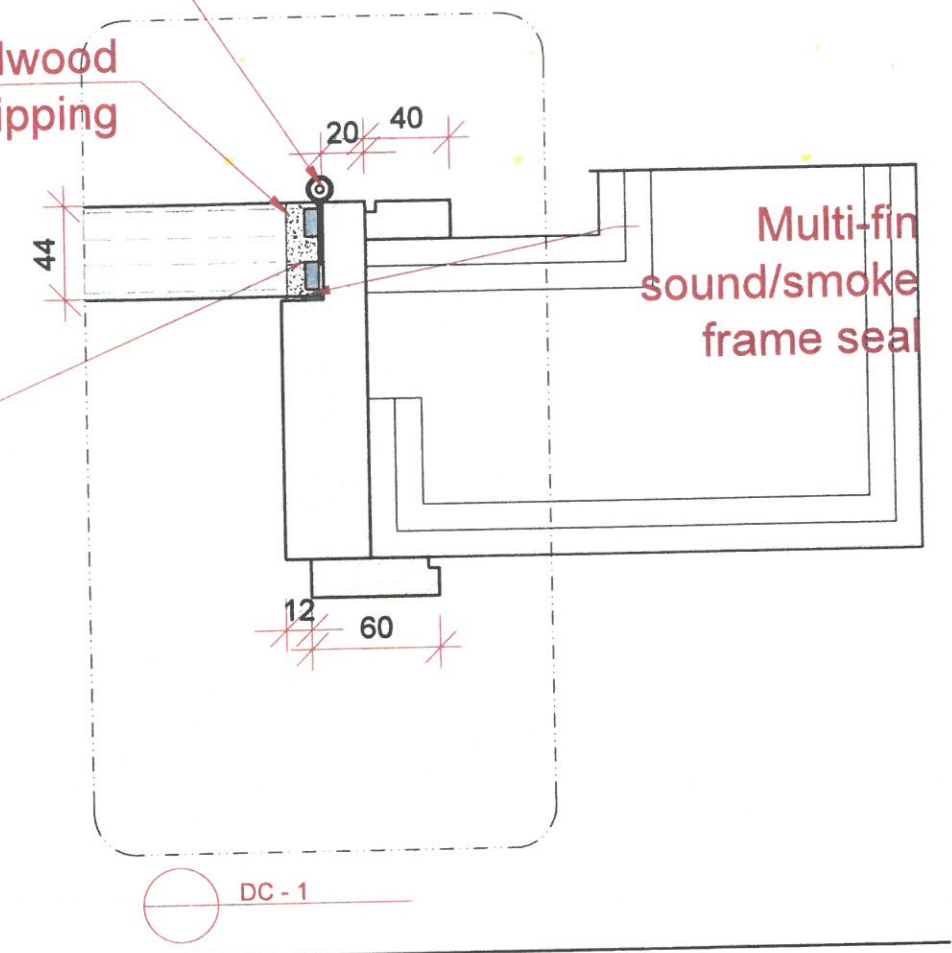 lwood
ipping
20
40
44
Multi-fin
sound/smoke
frame seal
12
60
DC - 1